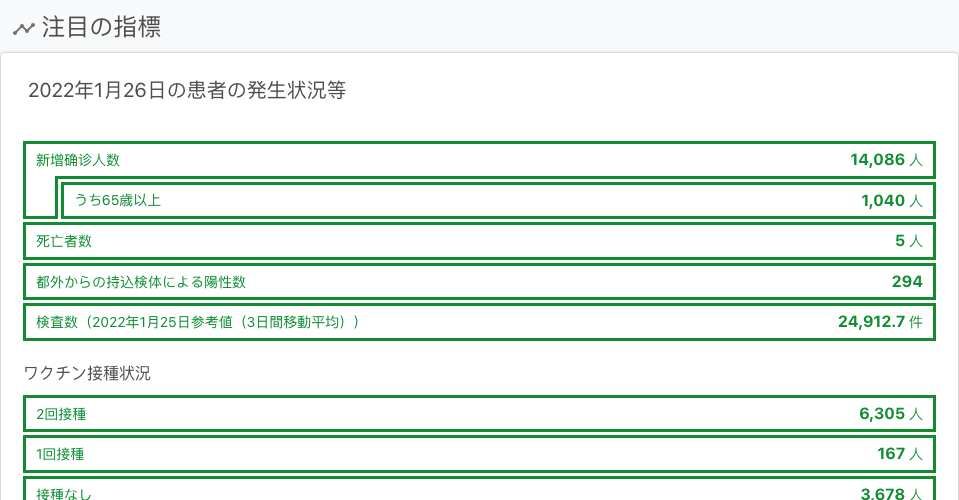 注目の指標
2022年1月26日の患者の発生状況等
新增确诊人数 14,086 人
うち65歳以上 1,040 人
死亡者数 5 人
都外からの持込検体による陽性数 294
検査数（2022年1月25日参考値（3日間移動平均）） 24,912.7 件
ワクチン接種状況
2回接種 6,305 人
1回接種 167 人
接種なし 3,678 人